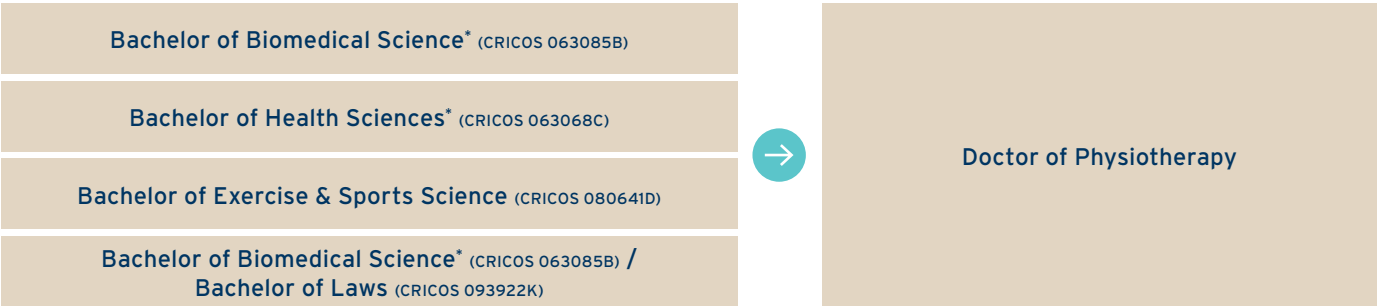 Bachelor of Biomedical Science* (CRICOS 063085B)
Bachelor of Health Sciences* (CRICOS 063068C)
Bachelor of Exercise & Sports Science (CRICOS 080641D)
Bachelor of Biomedical Science* (CRICOS 063085B) /
Bachelor of Laws (CRICOS 093922K)
Doctor of Physiotherapy